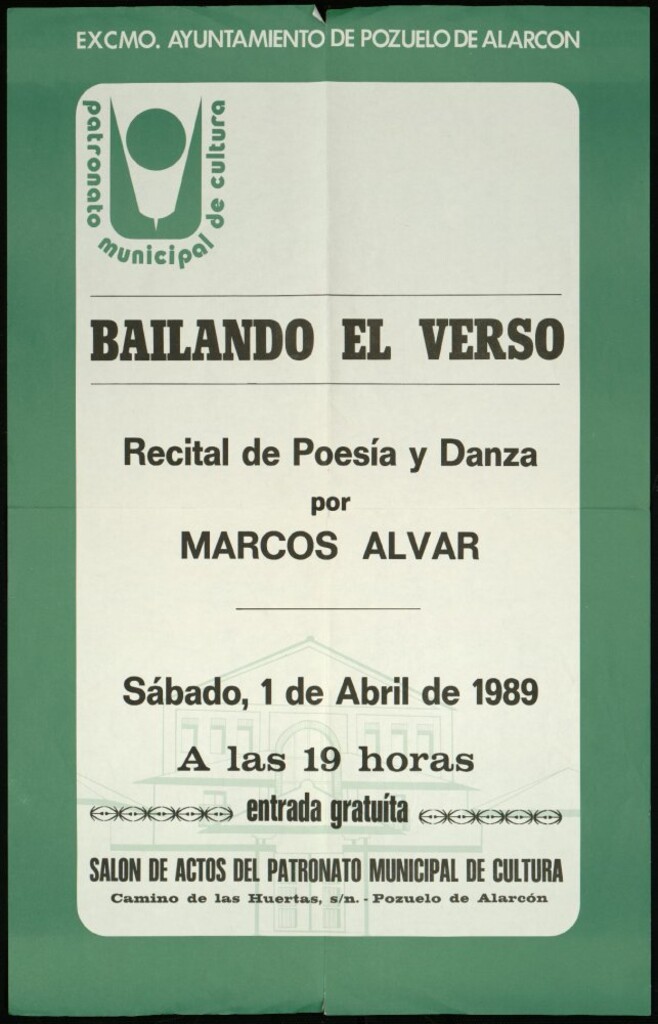 EXCMO. AYUNTAMIENTO DE POZUELO DE ALARCON
patronato municipal de cultura
BAILANDO EL VERSO
Recital de Poesía y Danza
por
MARCOS ALVAR
Sábado, 1 de Abril de 1989
A las 19 horas
entrada gratuíta
SALON DE ACTOS DEL PATRONATO MUNICIPAL DE CULTURA
Camino de las Huertas, s/n. - Pozuelo de Alarcón